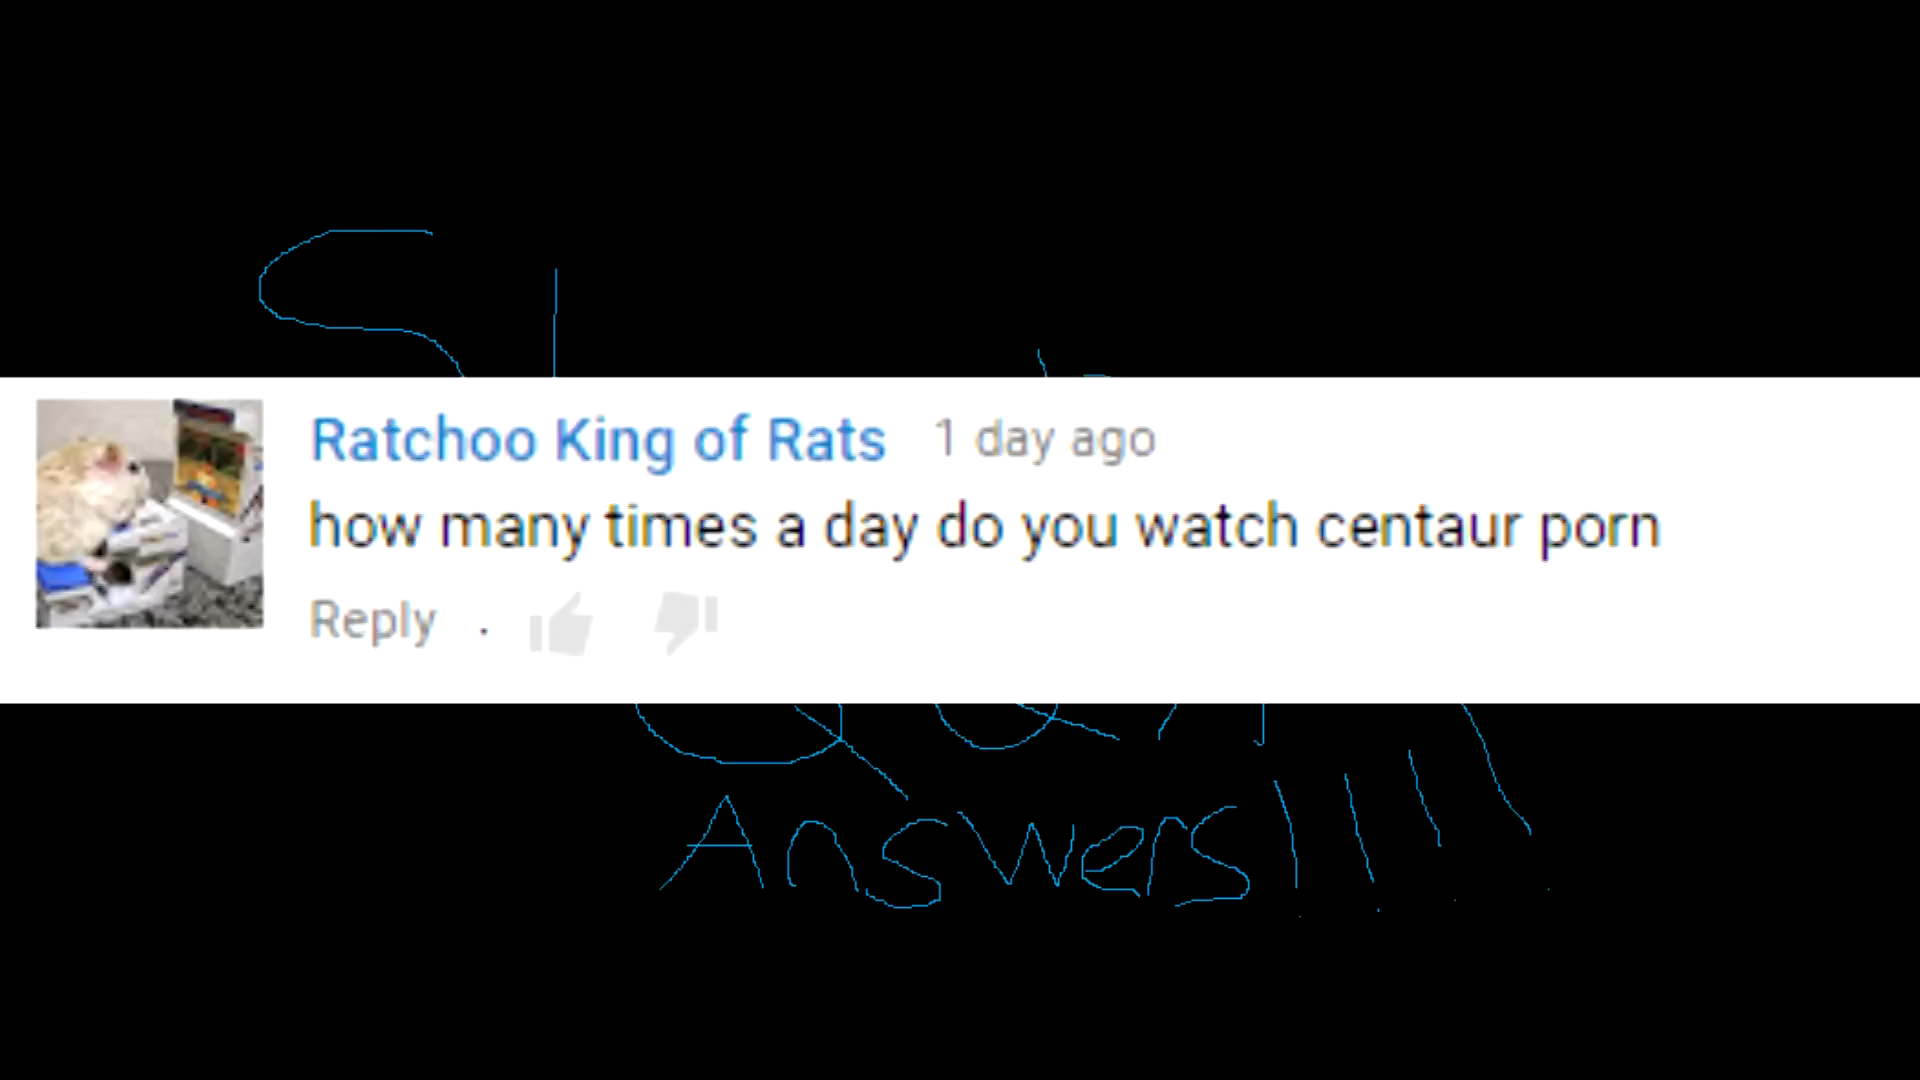 Ratchoo King of Rats 1 day ago
how many times a day do you watch centaur porn
Reply .
Answers!!!!